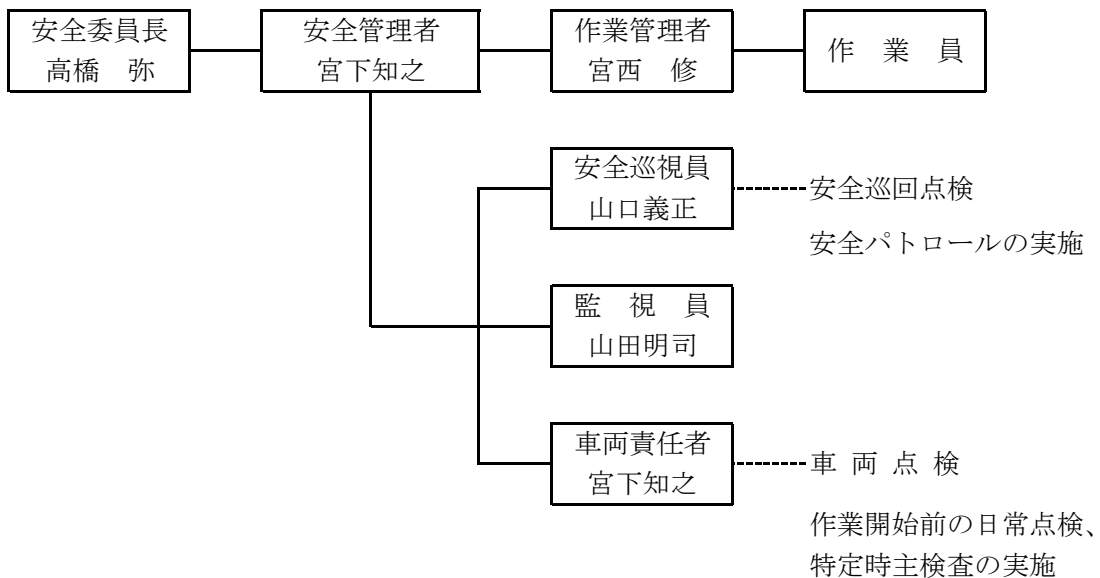 安全委員長
高橋　弥
安全管理者
宮下知之
作業管理者
宮西　修
作　業　員
安全巡視員
山口義正
安全巡回点検
安全パトロールの実施
監　視　員
山田明司
車両責任者
宮下知之
車 両 点 検
作業開始前の日常点検、
特定時主検査の実施